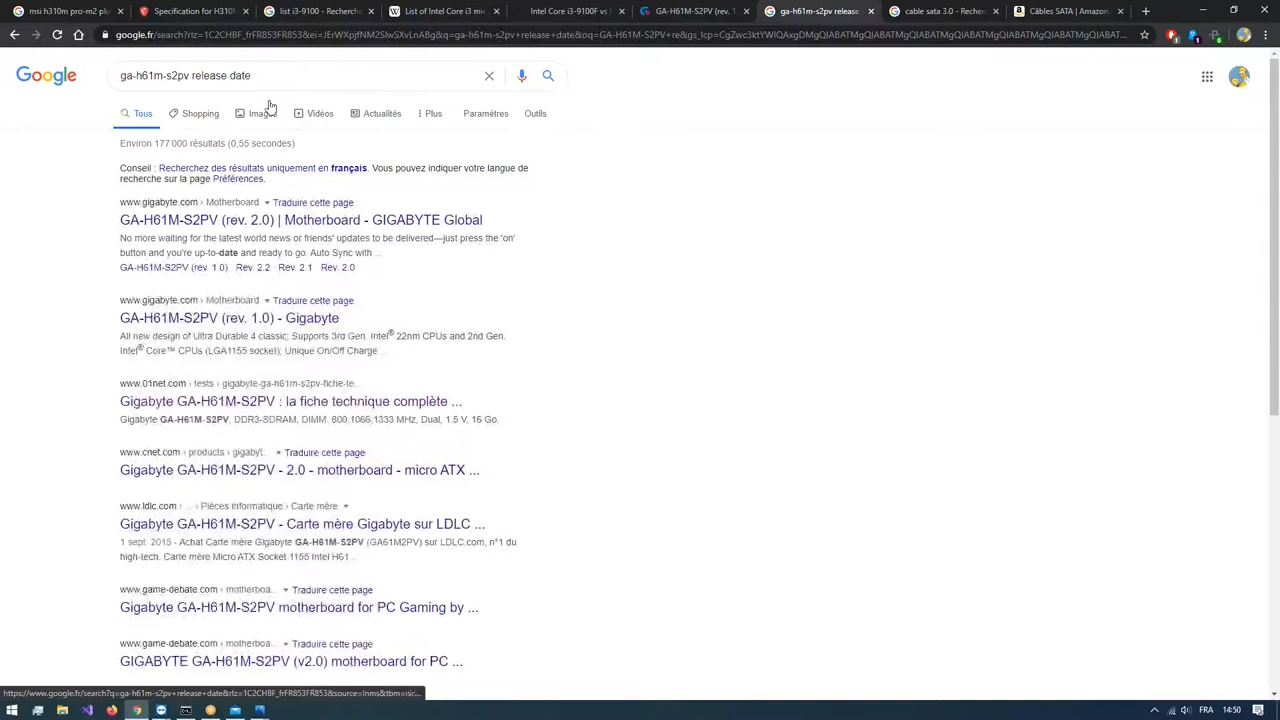 msi h310m pro-m2 plu
Specification for H310M
list i3-9100 - Recherche
List of Intel Core i3 mic
Intel Core i3-9100F vs I
GA-H61M-S2PV (rev. 1.
ga-h61m-s2pv release
cable sata 3.0 - Recher
Câbles SATA | Amazon
google.fr/search?rlz=1C2CHBF_frFR853FR853&ei=
ga-h61m-s2pv release date
Google
Tous
Shopping
Images
Vidéos
Actualités
Plus
Paramètres
Outils
Environ 177 000 résultats (0,55 secondes)
Conseil : Recherchez des résultats uniquement en français. Vous pouvez indiquer votre langue de
recherche sur la page Préférences.
www.gigabyte.com › Motherboard Traduire cette page
GA-H61M-S2PV (rev. 2.0) | Motherboard - GIGABYTE Global
No more waiting for the latest world news or friends' updates to be delivered—just press the 'on'
button and you're up-to-date and ready to go. Auto Sync with ...
GA-H61M-S2PV (rev. 1.0) Rev. 2.2 Rev. 2.1 Rev. 2.0
www.gigabyte.com › Motherboard Traduire cette page
GA-H61M-S2PV (rev. 1.0) - Gigabyte
All new design of Ultra Durable 4 classic; Supports 3rd Gen. Intel® 22nm CPUs and 2nd Gen.
Intel® Core™ CPUs (LGA1155 socket); Unique On/Off Charge ...
www.01net.com › tests › gigabyte-ga-h61m-s2pv-fiche-te...
Gigabyte GA-H61M-S2PV : la fiche technique complète ...
Gigabyte GA-H61M-S2PV, DDR3-SDRAM, DIMM, 800,1066,1333 MHz, Dual, 1.5 V, 16 Go.
www.cnet.com › products › gigabyt... Traduire cette page
Gigabyte GA-H61M-S2PV - 2.0 - motherboard - micro ATX ...
www.ldlc.com › ... › Pièces informatique › Carte mère
Gigabyte GA-H61M-S2PV - Carte mère Gigabyte sur LDLC ...
1 sept. 2015 - Achat Carte mère Gigabyte GA-H61M-S2PV (GA61M2PV) sur LDLC.com, n°1 du
high-tech. Carte mère Micro ATX Socket 1155 Intel H61 ...
www.game-debate.com › motherboa... Traduire cette page
Gigabyte GA-H61M-S2PV motherboard for PC Gaming by ...
www.game-debate.com › motherboa... Traduire cette page
GIGABYTE GA-H61M-S2PV (v2.0) motherboard for PC ...
https://www.google.fr/search?q=ga-h61m-s2pv+release+date&rlz=1C2CHBF_frFR853FR853&source=lnms&tbm=isc...
FRA
14:50